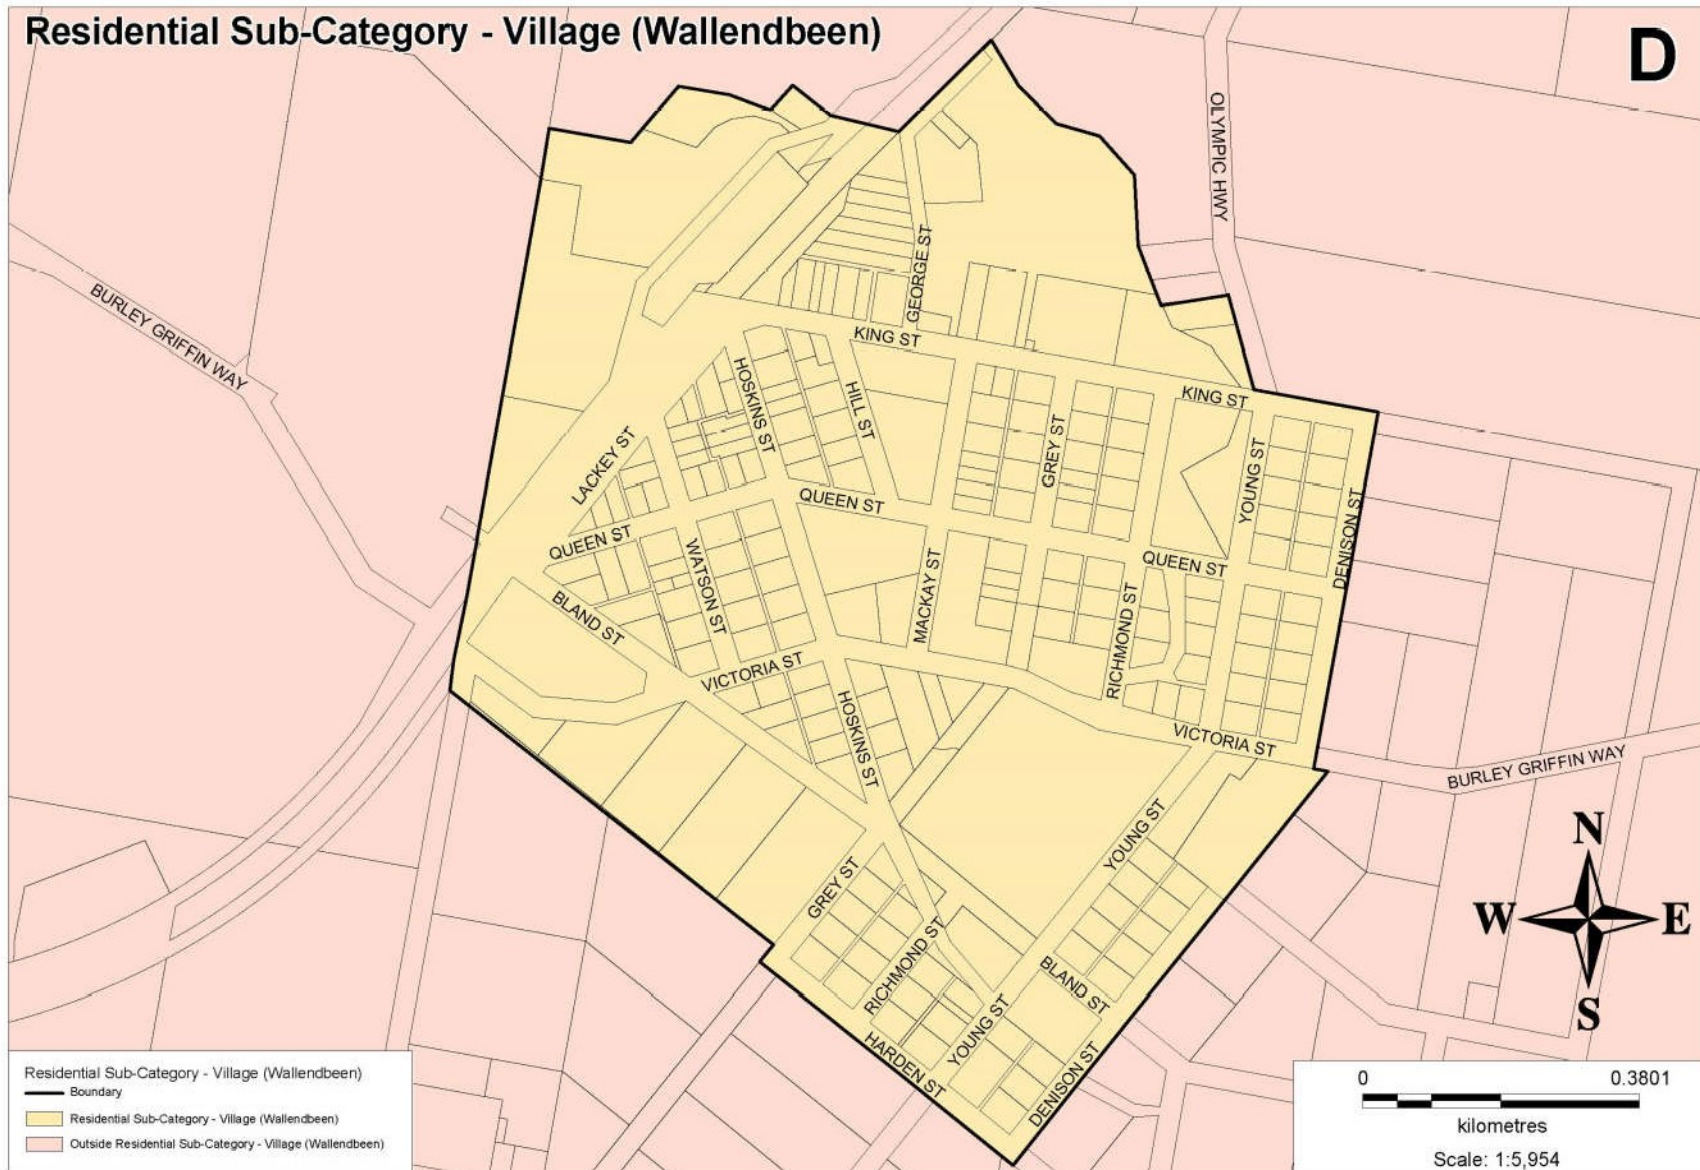 Residential Sub-Category - Village (Wallendbeen)
D
OLYMPIC HWY
BURLEY GRIFFIN WAY
GEORGE ST
KING ST
HOSKINS ST
HILL ST
KING ST
LACKEY ST
GREY ST
YOUNG ST
QUEEN ST
DENISON ST
QUEEN ST
WATSON ST
MACKAY ST
QUEEN ST
BLAND ST
RICHMOND ST
VICTORIA ST
HOSKINS ST
VICTORIA ST
BURLEY GRIFFIN WAY
YOUNG ST
GREY ST
RICHMOND ST
BLAND ST
YOUNG ST
HARDEN ST
DENISON ST
N
W
E
S
Residential Sub-Category - Village (Wallendbeen)
Boundary
Residential Sub-Category - Village (Wallendbeen)
Outside Residential Sub-Category - Village (Wallendbeen)
0 0.3801
kilometres
Scale: 1:5,954